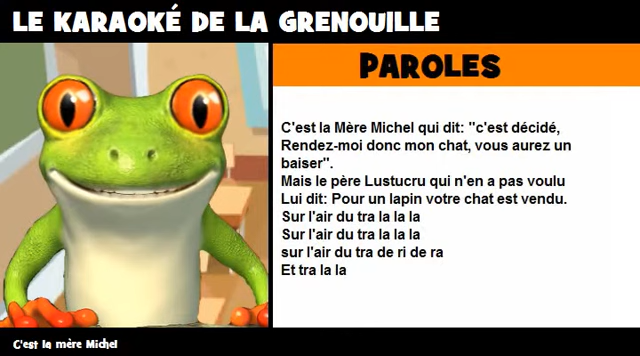 LE KARAOKÉ DE LA GRENOUILLE
PAROLES
C'est la Mère Michel qui dit: "c'est décidé,
Rendez-moi donc mon chat, vous aurez un
baiser".
Mais le père Lustucru qui n'en a pas voulu
Lui dit: Pour un lapin votre chat est vendu.
Sur l'air du tra la la la
Sur l'air du tra la la la
sur l'air du tra de ri de ra
Et tra la la
C'est la mère Michel